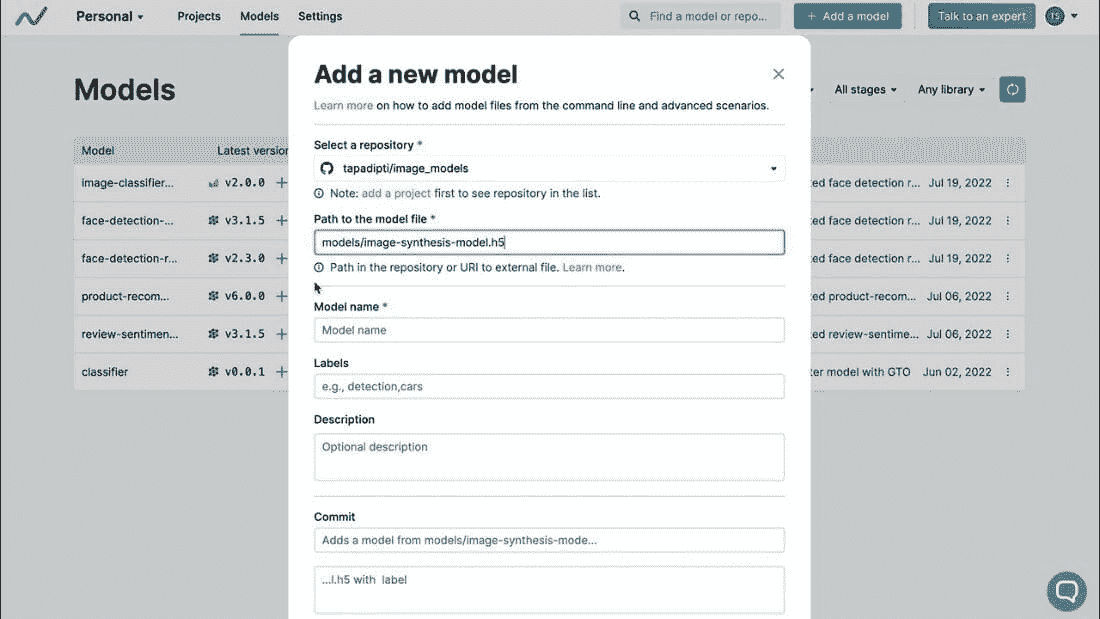 Personal Projects Models Settings Find a model or repo... + Add a model Talk to an expert TS
Models
All stages Any library
Model Latest version
image-classifier... v2.0.0 + ted face detection r... Jul 19, 2022
face-detection-... v3.1.5 + ted face detection r... Jul 19, 2022
face-detection-... v2.3.0 + ted face detection r... Jul 19, 2022
product-recom... v6.0.0 + ted product-recom... Jul 06, 2022
review-sentimen... v3.1.5 + ted review-sentime... Jul 06, 2022
classifier v0.0.1 + ter model with GTO Jun 02, 2022
Add a new model
Learn more on how to add model files from the command line and advanced scenarios.
Select a repository *
tapadipti/image_models
Note: add a project first to see repository in the list.
Path to the model file *
models/image-synthesis-model.h5
Path in the repository or URI to external file. Learn more.
Model name *
Model name
Labels
e.g., detection,cars
Description
Optional description
Commit
Adds a model from models/image-synthesis-mode...
...l.h5 with label